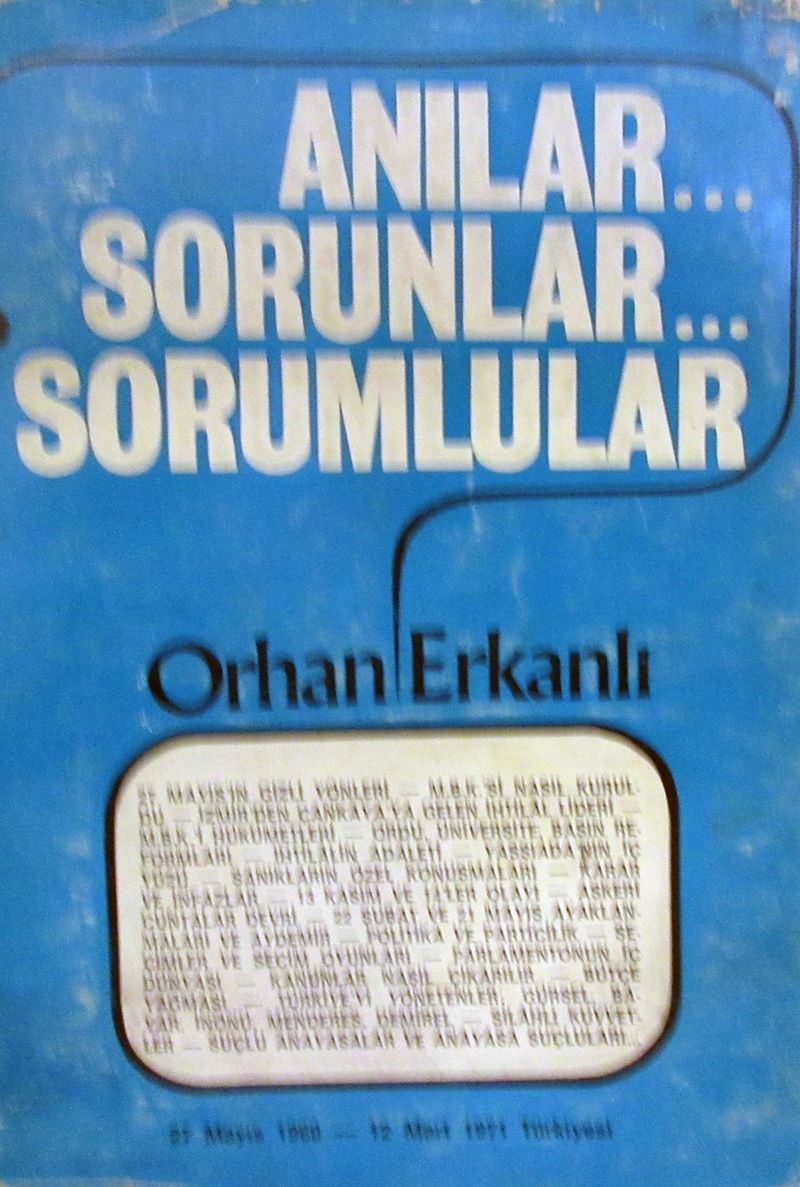 ANILAR...
SORUNLAR...
SORUMLULAR
Orhan Erkanlı
27 MAYIS'IN GİZLİ YÖNLERİ — M.B.K.'Sİ NASIL KURUL-
DU — İZMİR'DEN ÇANKAYA'YA GELEN İHTİLAL LİDERİ —
M.B.K.'İ HÜKÜMETLERİ — ORDU, ÜNİVERSİTE, BASIN RE-
FORMLARI — İHTİLÂLİN ADALETİ — YASSIADA'NIN İÇ
YÜZÜ — SANIKLARIN ÖZEL KONUŞMALARI — KARAR
VE İNFAZLAR — 13 KASIM VE 14'LER OLAYI — ASKERİ
CUNTALAR DEVRİ — 22 ŞUBAT VE 21 MAYIS AYAKLAN-
MALARI VE AYDEMİR — POLİTİKA VE PARTİCİLİK — SE-
ÇİMLER VE SEÇİM OYUNLARI — PARLAMENTONUN İÇ
DÜNYASI — KANUNLAR NASIL ÇIKARILIR — BÜTÇE
YAĞMASI — TÜRKİYE'Yİ YÖNETENLER, GÜRSEL, BA-
YAR, İNÖNÜ, MENDERES, DEMİREL — SİLÂHLI KUVVET-
LER — SUÇLU ANAYASALAR VE ANAYASA SUÇLULARI...
27 Mayıs 1960 — 12 Mart 1971 Türkiyesi